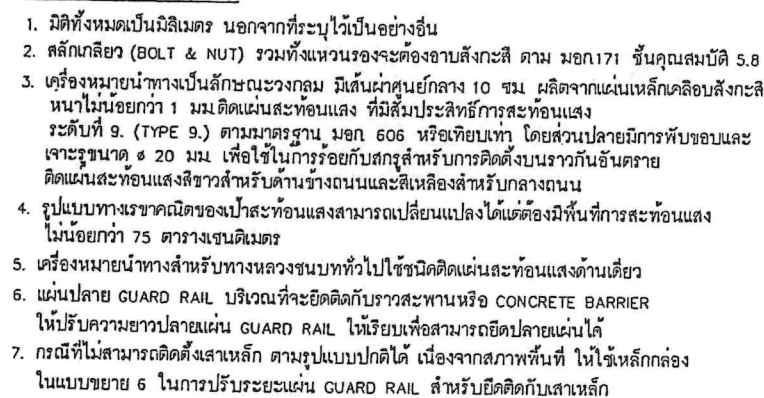 1. มิติทั้งหมดเป็นมิลิเมตร นอกจากที่ระบุไว้เป็นอย่างอื่น
2. สลักเกลียว (BOLT & NUT) รวมทั้งแหวนรองจะต้องอาบสังกะสี ตาม มอก.171 ชั้นคุณสมบัติ 5.8
3. เครื่องหมายนำทางเป็นลักษณะวงกลม มีเส้นผ่าศูนย์กลาง 10 ซม. ผลิตจากแผ่นเหล็กเคลือบสังกะสี
หนาไม่น้อยกว่า 1 มม.ติดแผ่นสะท้อนแสง ที่มีสัมประสิทธิ์การสะท้อนแสง
ระดับที่ 9. (TYPE 9.) ตามมาตรฐาน มอก 606 หรือเทียบเท่า โดยส่วนปลายมีการพับขอบและ
เจาะรูขนาด ø 20 มม. เพื่อใช้ในการร้อยกับสกรูสำหรับการติดตั้งบนราวกันอันตราย
ติดแผ่นสะท้อนแสงสีขาวสำหรับด้านข้างถนนและสีเหลืองสำหรับกลางถนน
4. รูปแบบทางเรขาคณิตของเป้าสะท้อนแสงสามารถเปลี่ยนแปลงได้แต่ต้องมีพื้นที่การสะท้อนแสง
ไม่น้อยกว่า 75 ตารางเซนติเมตร
5. เครื่องหมายนำทางสำหรับทางหลวงชนบททั่วไปใช้ชนิดติดแผ่นสะท้อนแสงด้านเดียว
6. แผ่นปลาย GUARD RAIL บริเวณที่จะยึดติดกับราวสะพานหรือ CONCRETE BARRIER
ให้ปรับความยาวปลายแผ่น GUARD RAIL ให้เรียบเพื่อสามารถยึดปลายแผ่นได้
7. กรณีที่ไม่สามารถติดตั้งเสาเหล็ก ตามรูปแบบปกติได้ เนื่องจากสภาพพื้นที่ ให้ใช้เหล็กกล่อง
ในแบบขยาย 6 ในการปรับระยะแผ่น GUARD RAIL สำหรับยึดติดกับเสาเหล็ก